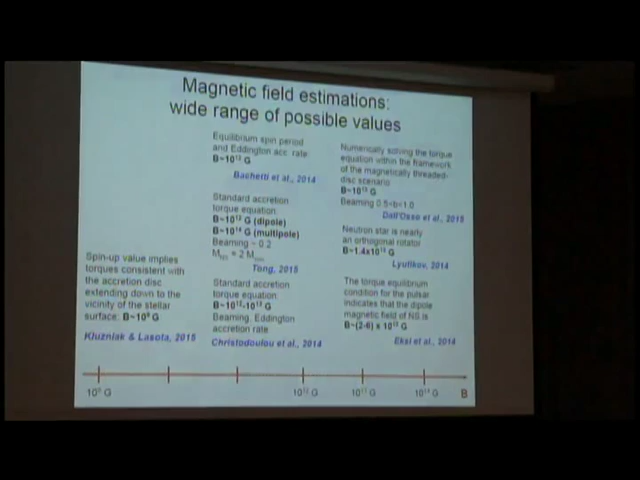 Magnetic field estimations:
wide range of possible values
Spin-up value implies
torques consistent with
the accretion disc
extending down to the
vicinity of the stellar
surface: B~10⁹ G
Kluzniak & Lasota, 2015
Equilibrium spin period
and Eddington acc. rate
B~10¹² G
Bachetti et al., 2014
Standard accretion
torque equation:
B~10¹² G (dipole)
B~10¹⁴ G (multipole)
Beaming ~ 0.2
Tong, 2015
Standard accretion
torque equation:
B~10¹²-10¹³ G
Beaming, Eddington
accretion rate
Christodoulou et al., 2014
Numerically solving the torque
equation within the framework
of the magnetically threaded-
disc scenario
B~10¹³ G
Beaming 0.5<b<1.0
Dall'Osso et al., 2015
Neutron star is nearly
an orthogonal rotator
Lyutikov, 2014
The torque equilibrium
condition for the pulsar
indicates that the dipole
magnetic field of NS is
B~(2-6) x 10¹³ G
Eksi et al., 2014
10⁹ G 10¹² G 10¹³ G 10¹⁴ G B